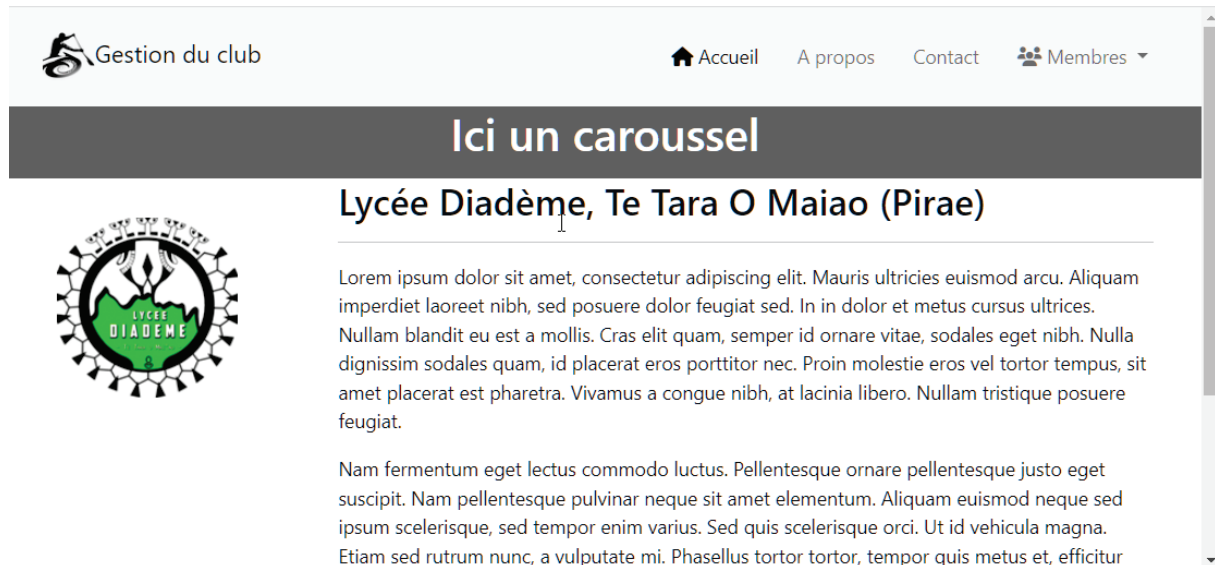 Gestion du club
Accueil A propos Contact Membres
Ici un caroussel
Lycée Diadème, Te Tara O Maiao (Pirae)
LYCEE
DIADEME
Lorem ipsum dolor sit amet, consectetur adipiscing elit. Mauris ultricies euismod arcu. Aliquam
imperdiet laoreet nibh, sed posuere dolor feugiat sed. In in dolor et metus cursus ultrices.
Nullam blandit eu est a mollis. Cras elit quam, semper id ornare vitae, sodales eget nibh. Nulla
dignissim sodales quam, id placerat eros porttitor nec. Proin molestie eros vel tortor tempus, sit
amet placerat est pharetra. Vivamus a congue nibh, at lacinia libero. Nullam tristique posuere
feugiat.
Nam fermentum eget lectus commodo luctus. Pellentesque ornare pellentesque justo eget
suscipit. Nam pellentesque pulvinar neque sit amet elementum. Aliquam euismod neque sed
ipsum scelerisque, sed tempor enim varius. Sed quis scelerisque orci. Ut id vehicula magna.
Etiam sed rutrum nunc, a vulputate mi. Phasellus tortor tortor, tempor quis metus et, efficitur